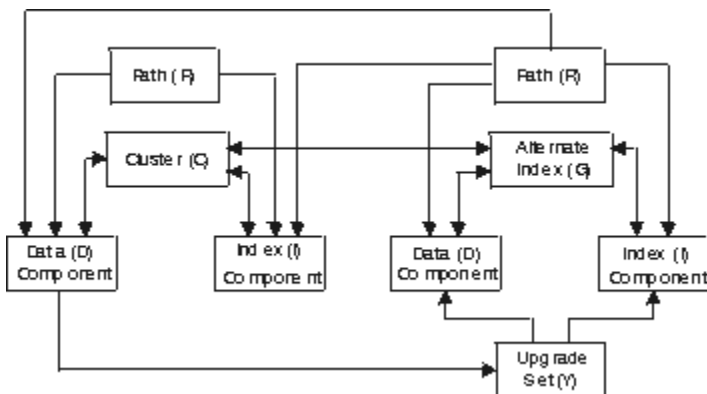 Path (R)
Path (R)
Cluster (C)
Alternate
Index (G)
Data (D)
Component
Index (I)
Component
Data (D)
Component
Index (I)
Component
Upgrade
Set (Y)